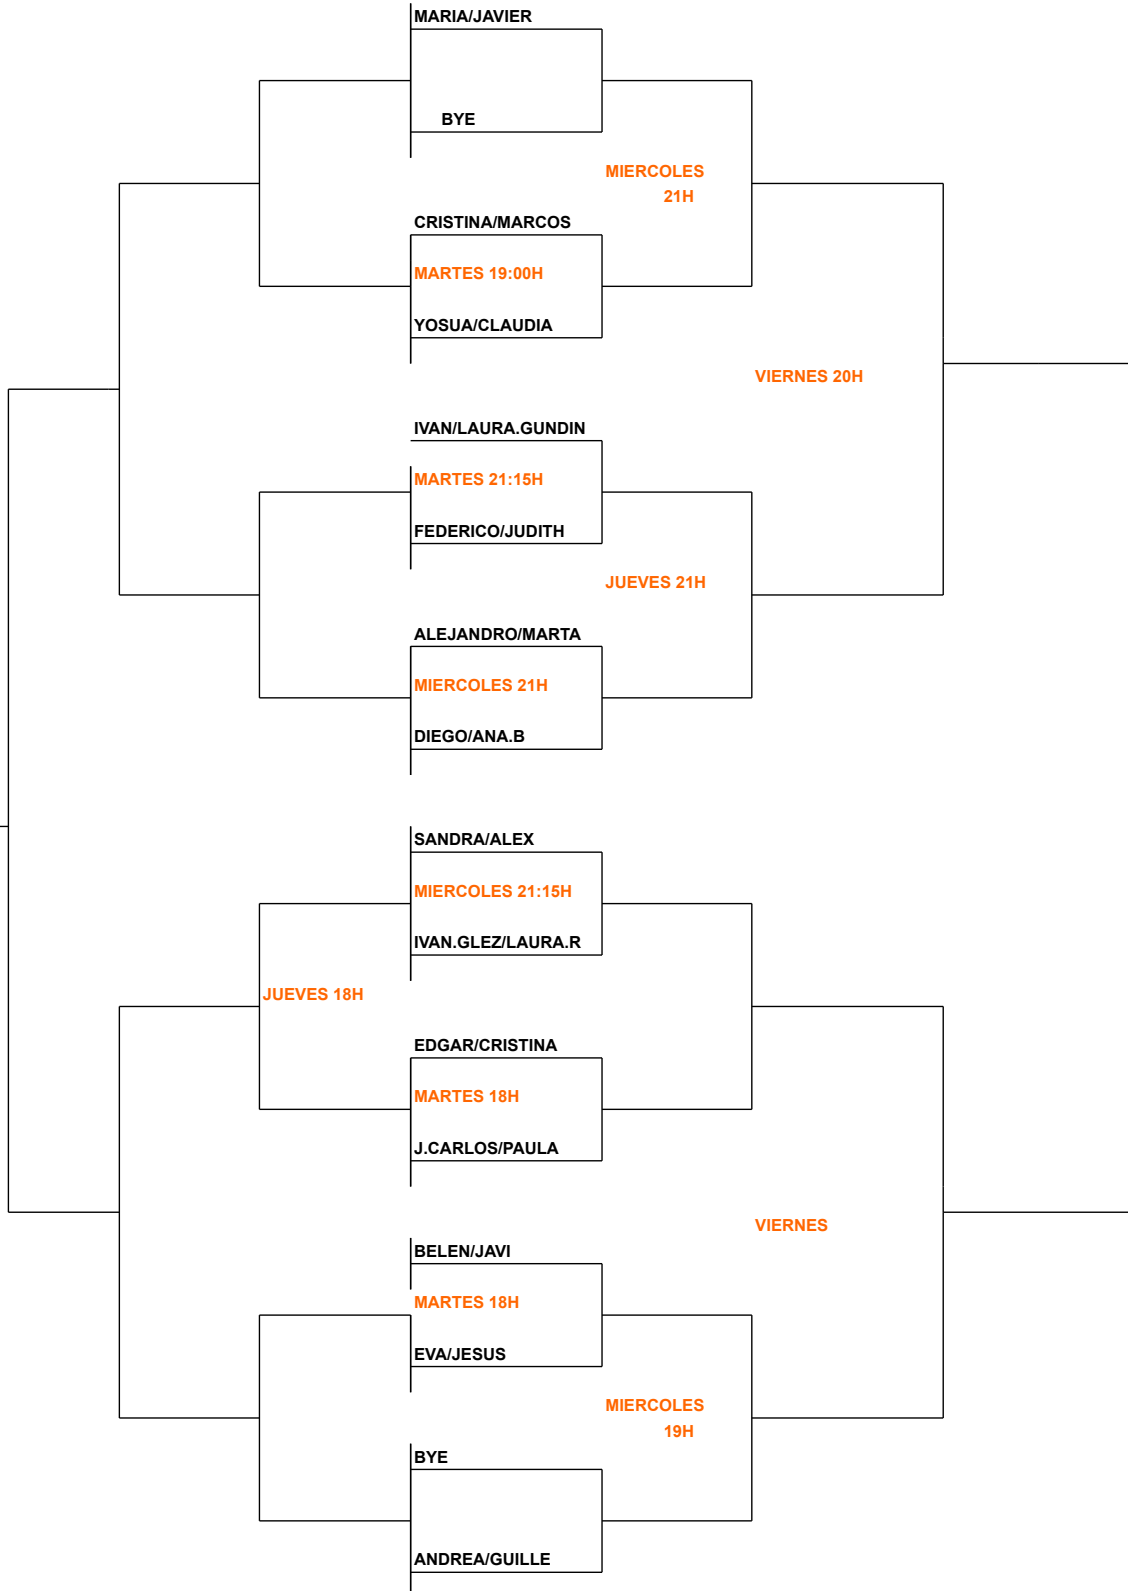 MARIA/JAVIER
BYE
MIERCOLES
21H
CRISTINA/MARCOS
MARTES 19:00H
YOSUA/CLAUDIA
VIERNES 20H
IVAN/LAURA.GUNDIN
MARTES 21:15H
FEDERICO/JUDITH
JUEVES 21H
ALEJANDRO/MARTA
MIERCOLES 21H
DIEGO/ANA.B
SANDRA/ALEX
MIERCOLES 21:15H
IVAN.GLEZ/LAURA.R
JUEVES 18H
EDGAR/CRISTINA
MARTES 18H
J.CARLOS/PAULA
VIERNES
BELEN/JAVI
MARTES 18H
EVA/JESUS
MIERCOLES
19H
BYE
ANDREA/GUILLE